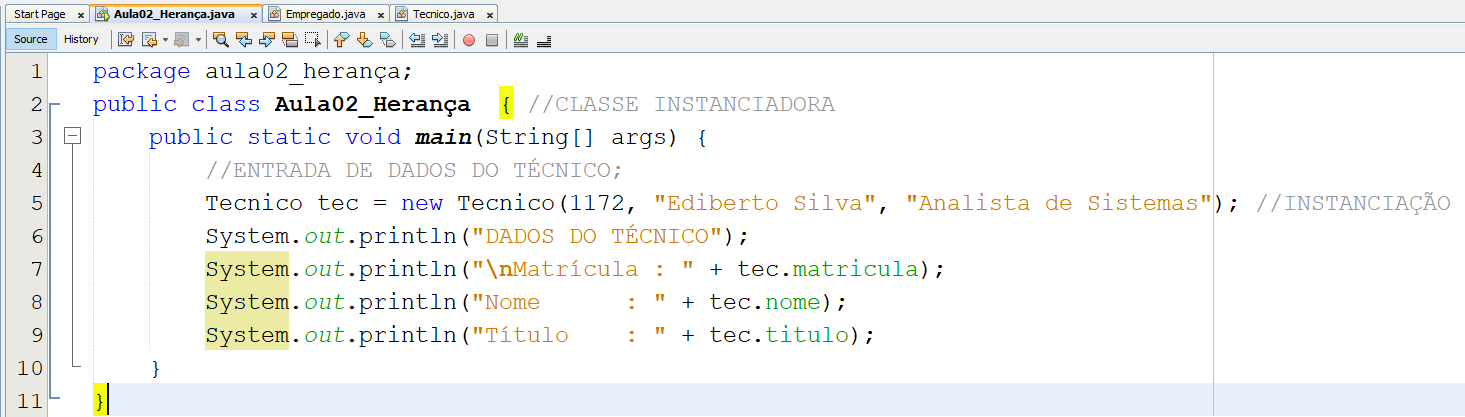 Start Page Aula02_Herança.java Empregado.java Tecnico.java
Source History
1 package aula02_herança;
2 public class Aula02_Herança  { //CLASSE INSTANCIADORA
3     public static void main(String[] args) {
4         //ENTRADA DE DADOS DO TÉCNICO;
5         Tecnico tec = new Tecnico(1172, "Ediberto Silva", "Analista de Sistemas"); //INSTANCIAÇÃO
6         System.out.println("DADOS DO TÉCNICO");
7         System.out.println("\nMatrícula : " + tec.matricula);
8         System.out.println("Nome      : " + tec.nome);
9         System.out.println("Título    : " + tec.titulo);
10     }
11 }